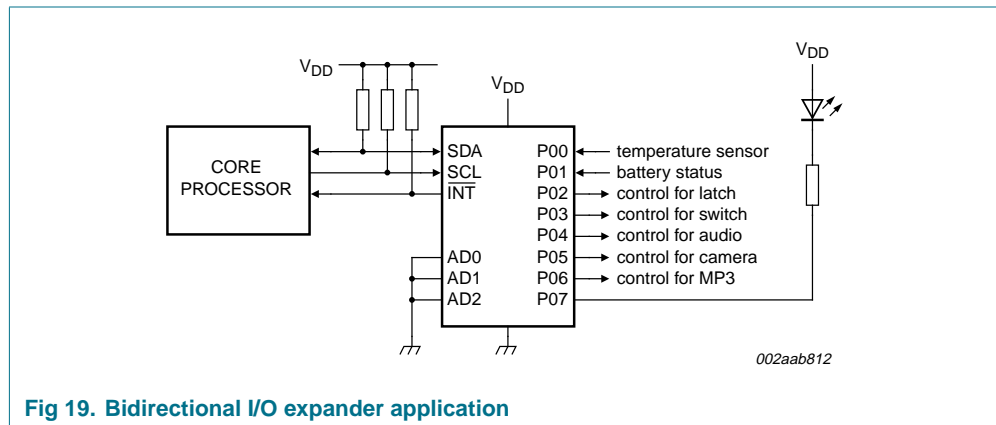 VDD
VDD
VDD
CORE
PROCESSOR
SDA
SCL
INT
AD0
AD1
AD2
P00
P01
P02
P03
P04
P05
P06
P07
temperature sensor
battery status
control for latch
control for switch
control for audio
control for camera
control for MP3
002aab812
Fig 19. Bidirectional I/O expander application